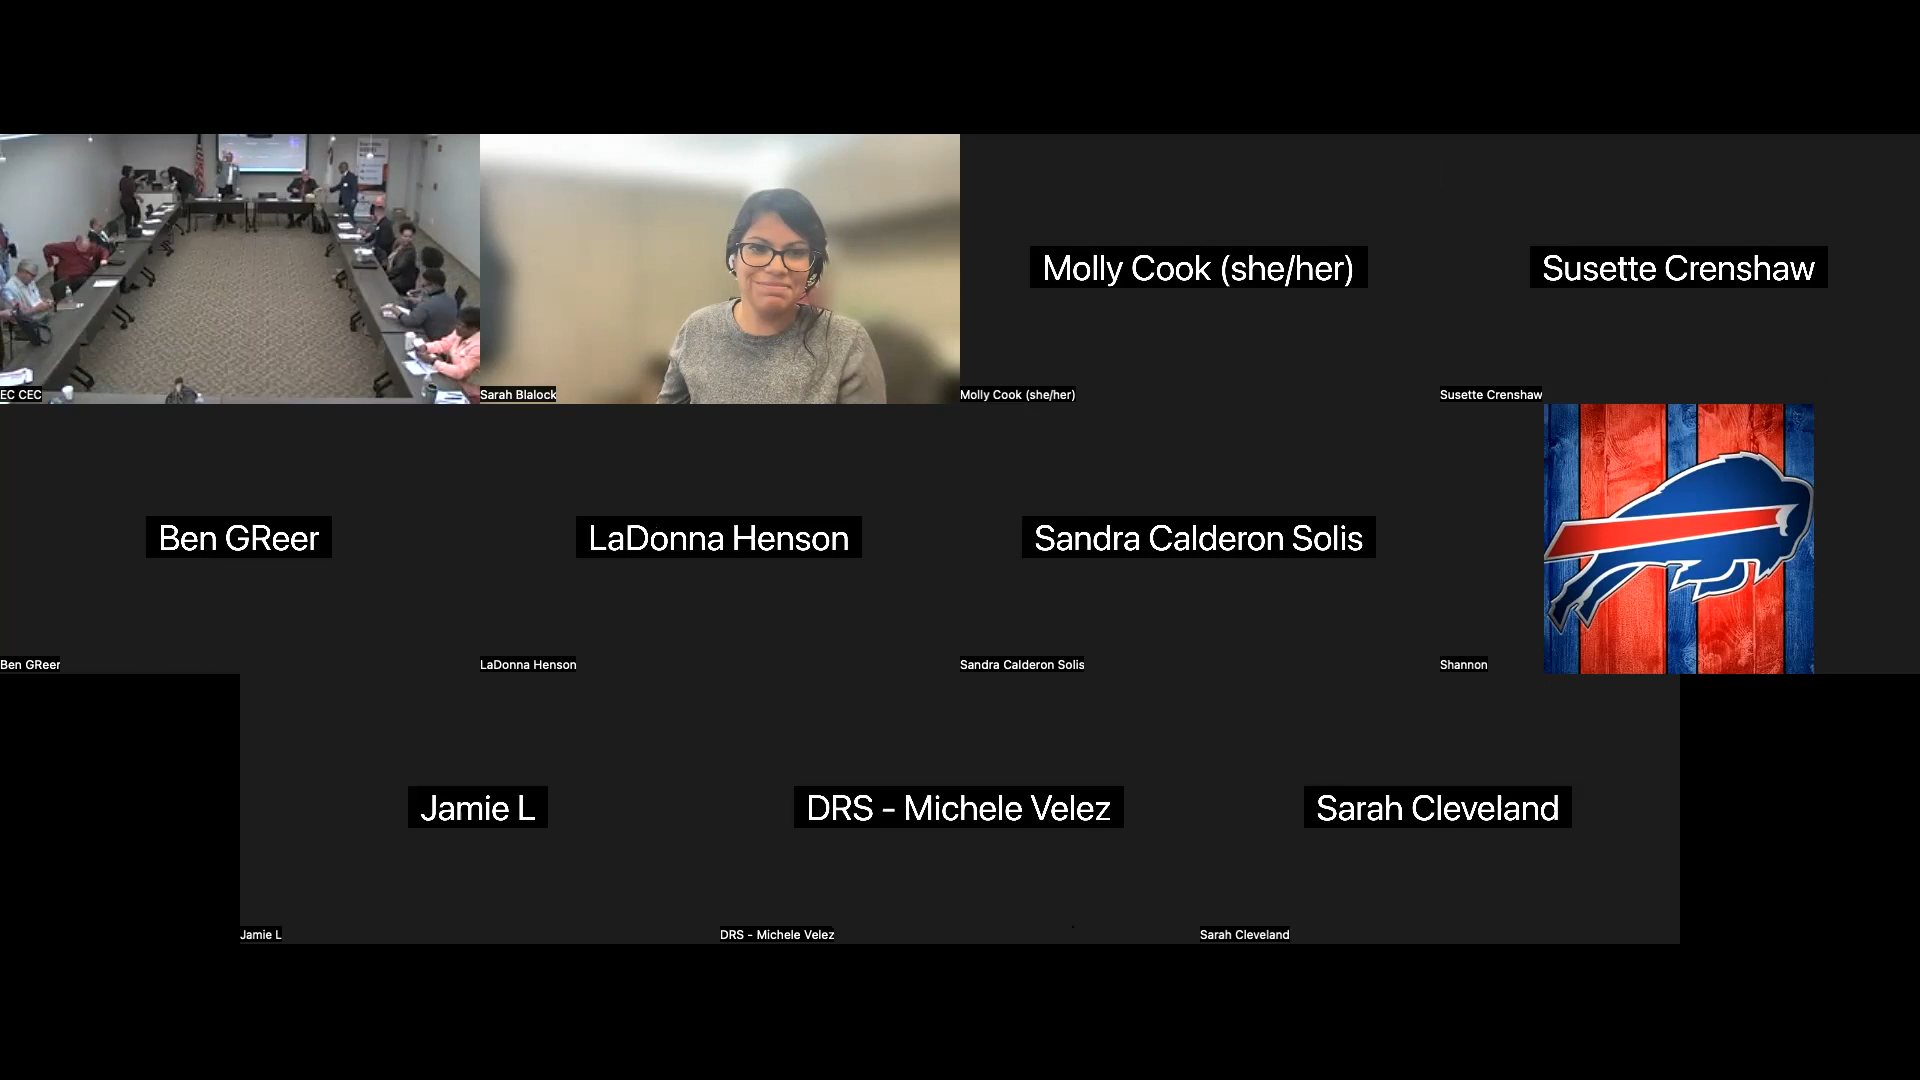 EC CEC
Sarah Blalock
Molly Cook (she/her)
Molly Cook (she/her)
Susette Crenshaw
Susette Crenshaw
Ben GReer
Ben GReer
LaDonna Henson
LaDonna Henson
Sandra Calderon Solis
Sandra Calderon Solis
Shannon
Jamie L
Jamie L
DRS - Michele Velez
DRS - Michele Velez
Sarah Cleveland
Sarah Cleveland